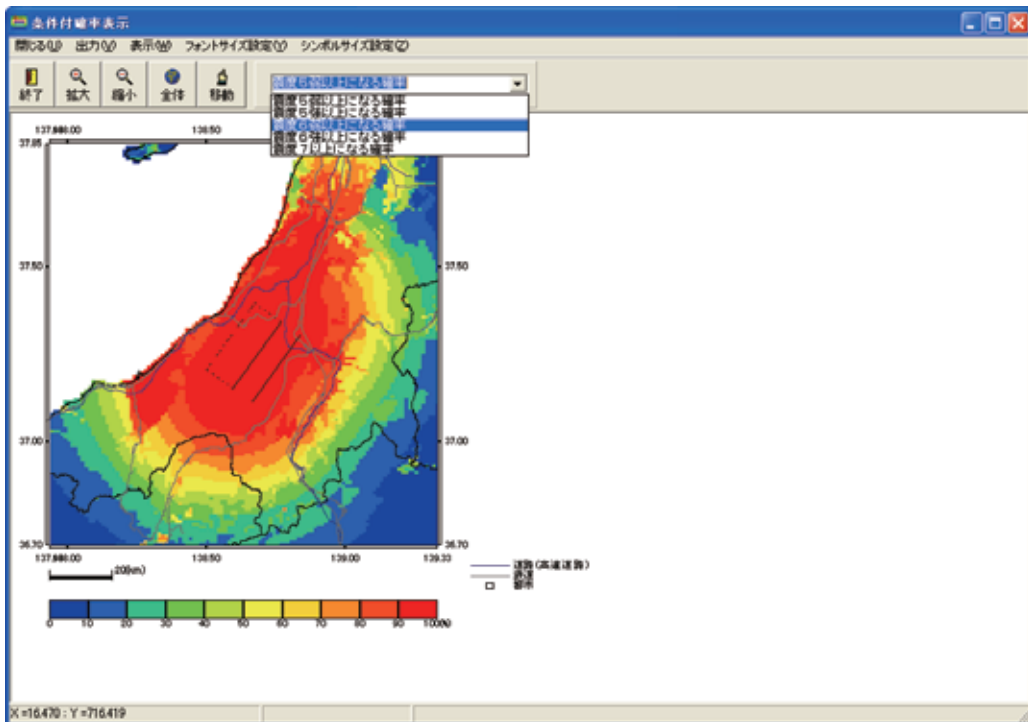 条件付確率表示
閉じる(U) 出力(V) 表示(W) フォントサイズ設定(Y) シンボルサイズ設定(Z)
終了 拡大 縮小 全体 移動
震度5弱以上になる確率
震度5弱以上になる確率
震度5強以上になる確率
震度6弱以上になる確率
震度6強以上になる確率
震度7以上になる確率
138.50
37.85
37.50 37.50
37.00 37.00
36.70 36.70
138.50 139.00 139.33
20(km)
道路(高速道路)
鉄道
都市
0 10 20 30 40 50 60 70 80 90 100%
X =16.470 : Y =716.419